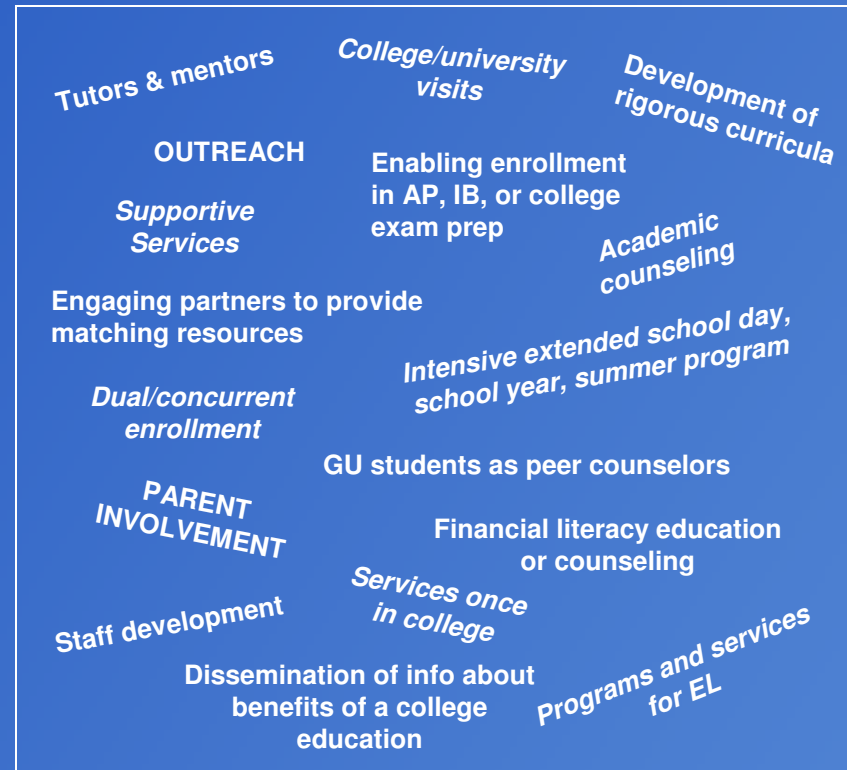 Tutors & mentors
College/university
visits
Development of
rigorous curricula
OUTREACH
Enabling enrollment
in AP, IB, or college
exam prep
Supportive
Services
Academic
counseling
Engaging partners to provide
matching resources
Intensive extended school day,
school year, summer program
Dual/concurrent
enrollment
GU students as peer counselors
PARENT
INVOLVEMENT
Financial literacy education
or counseling
Services once
in college
Staff development
Programs and services
for EL
Dissemination of info about
benefits of a college
education